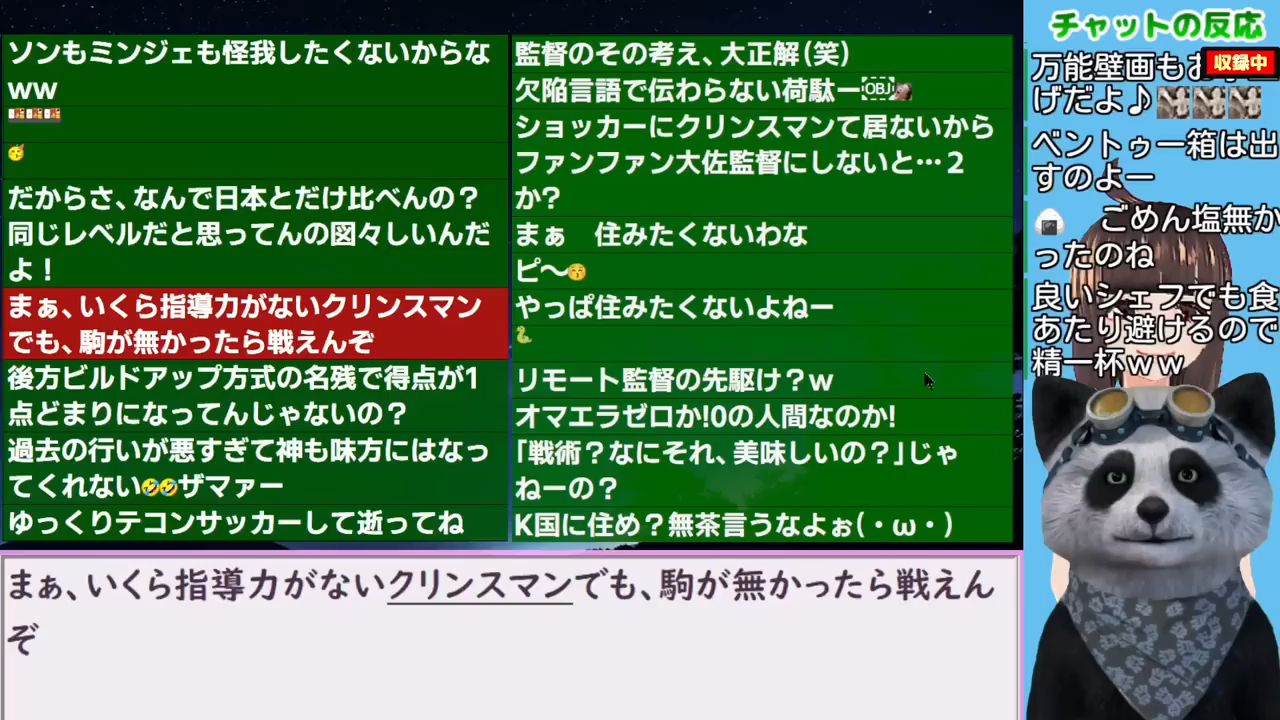 ソンもミンジェも怪我したくないからな
ww
だからさ、なんで日本とだけ比べんの？
同じレベルだと思ってんの図々しいんだ
よ！
まぁ、いくら指導力がないクリンスマン
でも、駒が無かったら戦えんぞ
後方ビルドアップ方式の名残で得点が1
点どまりになってんじゃないの？
過去の行いが悪すぎて神も味方にはなっ
てくれない🤣🤣ザマァー
ゆっくりテコンサッカーして逝ってね
監督のその考え、大正解（笑）
欠陥言語で伝わらない荷駄ーOBJ
ショッカーにクリンスマンて居ないから
ファンファン大佐監督にしないと…２
か？
まぁ　住みたくないわな
ピ〜😚
やっぱ住みたくないよねー
🐍
リモート監督の先駆け？ｗ
オマエラゼロか!0の人間なのか!
「戦術？なにそれ、美味しいの？」じゃ
ねーの？
K国に住め？無茶言うなよぉ(・ω・)
チャットの反応
収録中
万能壁画もお
げだよ♪
ベントゥー箱は出
すのよー
🍙　ごめん塩無か
ったのね
良いシェフでも食
あたり避けるので
精一杯ｗｗ
まぁ、いくら指導力がないクリンスマンでも、駒が無かったら戦えん
ぞ